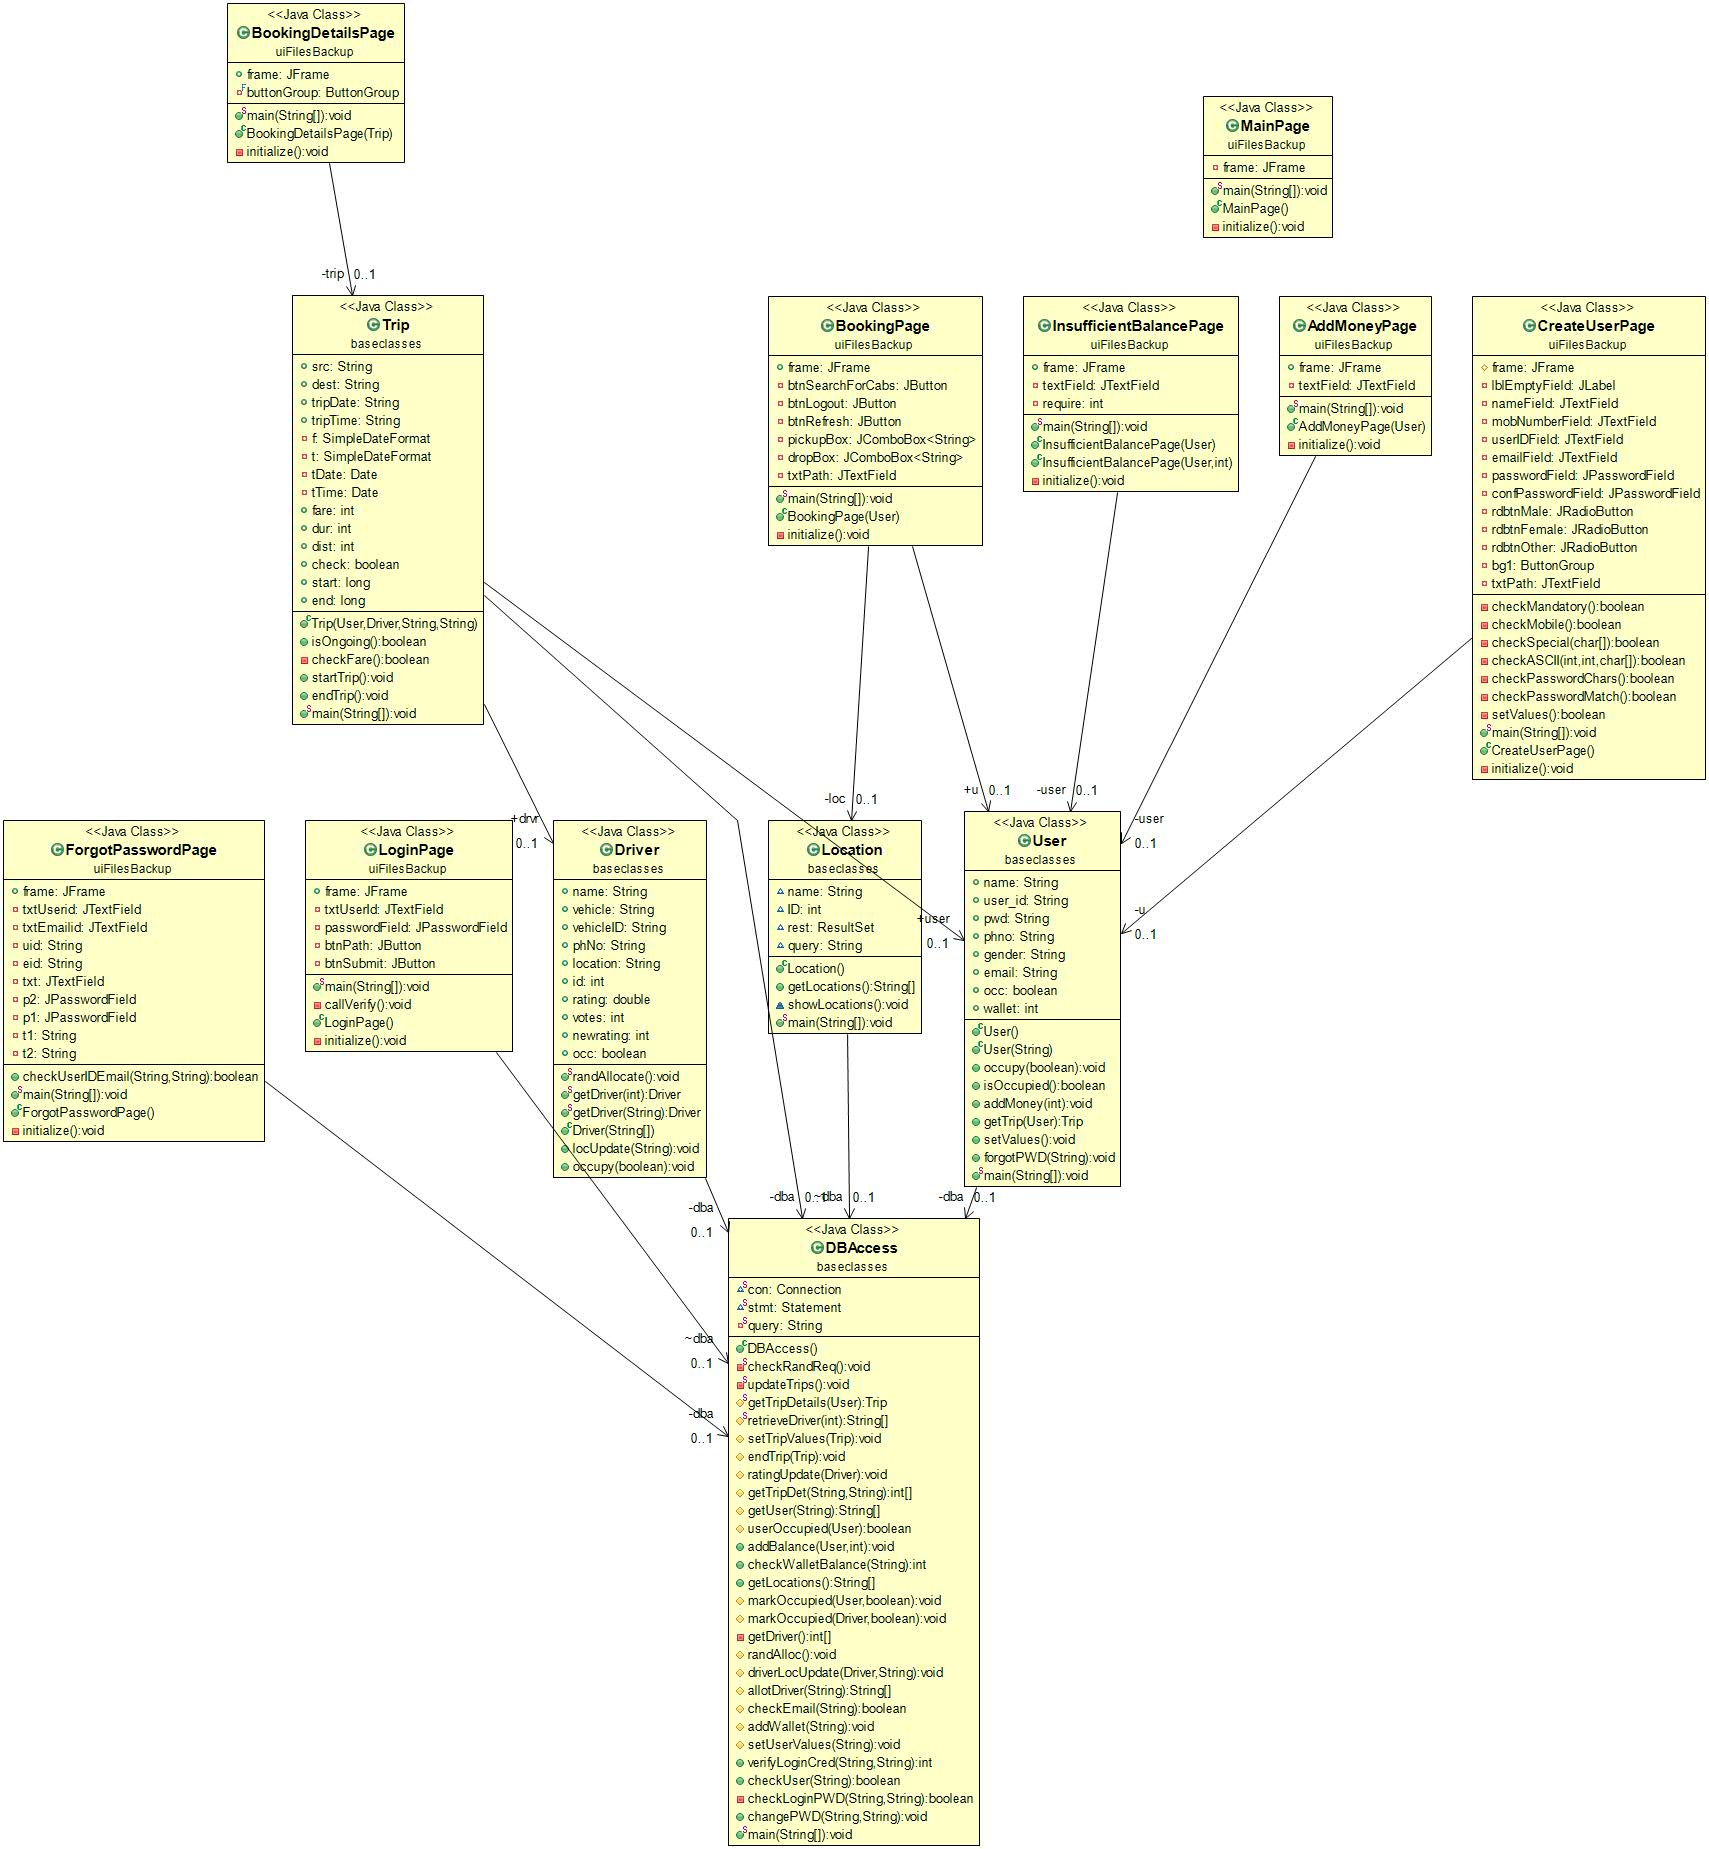 <<Java Class>>
BookingDetailsPage
uiFilesBackup
frame: JFrame
buttonGroup: ButtonGroup
main(String[]):void
BookingDetailsPage(Trip)
initialize():void
<<Java Class>>
MainPage
uiFilesBackup
frame: JFrame
main(String[]):void
MainPage()
initialize():void
-trip 0..1
<<Java Class>>
Trip
baseclasses
src: String
dest: String
tripDate: String
tripTime: String
f: SimpleDateFormat
t: SimpleDateFormat
tDate: Date
tTime: Date
fare: int
dur: int
dist: int
check: boolean
start: long
end: long
Trip(User,Driver,String,String)
isOngoing():boolean
checkFare():boolean
startTrip():void
endTrip():void
main(String[]):void
<<Java Class>>
BookingPage
uiFilesBackup
frame: JFrame
btnSearchForCabs: JButton
btnLogout: JButton
btnRefresh: JButton
pickupBox: JComboBox<String>
dropBox: JComboBox<String>
txtPath: JTextField
main(String[]):void
BookingPage(User)
initialize():void
<<Java Class>>
InsufficientBalancePage
uiFilesBackup
frame: JFrame
textField: JTextField
require: int
main(String[]):void
InsufficientBalancePage(User)
InsufficientBalancePage(User,int)
initialize():void
<<Java Class>>
AddMoneyPage
uiFilesBackup
frame: JFrame
textField: JTextField
main(String[]):void
AddMoneyPage(User)
initialize():void
<<Java Class>>
CreateUserPage
uiFilesBackup
frame: JFrame
lblEmptyField: JLabel
nameField: JTextField
mobNumberField: JTextField
userIDField: JTextField
emailField: JTextField
passwordField: JPasswordField
confPasswordField: JPasswordField
rdbtnMale: JRadioButton
rdbtnFemale: JRadioButton
rdbtnOther: JRadioButton
bg1: ButtonGroup
txtPath: JTextField
checkMandatory():boolean
checkMobile():boolean
checkSpecial(char[]):boolean
checkASCII(int,int,char[]):boolean
checkPasswordChars():boolean
checkPasswordMatch():boolean
setValues():boolean
main(String[]):void
CreateUserPage()
initialize():void
+drvr
0..1
-loc 0..1
+u 0..1
-user 0..1
-user
0..1
-u
0..1
+user
0..1
<<Java Class>>
ForgotPasswordPage
uiFilesBackup
frame: JFrame
txtUserid: JTextField
txtEmailid: JTextField
uid: String
eid: String
txt: JTextField
p2: JPasswordField
p1: JPasswordField
t1: String
t2: String
checkUserIDEmail(String,String):boolean
main(String[]):void
ForgotPasswordPage()
initialize():void
<<Java Class>>
LoginPage
uiFilesBackup
frame: JFrame
txtUserId: JTextField
passwordField: JPasswordField
btnPath: JButton
btnSubmit: JButton
main(String[]):void
callVerify():void
LoginPage()
initialize():void
<<Java Class>>
Driver
baseclasses
name: String
vehicle: String
vehicleID: String
phNo: String
location: String
id: int
rating: double
votes: int
newrating: int
occ: boolean
randAllocate():void
getDriver(int):Driver
getDriver(String):Driver
Driver(String[])
locUpdate(String):void
occupy(boolean):void
<<Java Class>>
Location
baseclasses
name: String
ID: int
rest: ResultSet
query: String
Location()
getLocations():String[]
showLocations():void
main(String[]):void
<<Java Class>>
User
baseclasses
name: String
user_id: String
pwd: String
phno: String
gender: String
email: String
occ: boolean
wallet: int
User()
User(String)
occupy(boolean):void
isOccupied():boolean
addMoney(int):void
getTrip(User):Trip
setValues():void
forgotPWD(String):void
main(String[]):void
-dba
0..1
-dba 0..1
~dba 0..1
-dba 0..1
~dba
0..1
-dba
0..1
<<Java Class>>
DBAccess
baseclasses
con: Connection
stmt: Statement
query: String
DBAccess()
checkRandReq():void
updateTrips():void
getTripDetails(User):Trip
retrieveDriver(int):String[]
setTripValues(Trip):void
endTrip(Trip):void
ratingUpdate(Driver):void
getTripDet(String,String):int[]
getUser(String):String[]
userOccupied(User):boolean
addBalance(User,int):void
checkWalletBalance(String):int
getLocations():String[]
markOccupied(User,boolean):void
markOccupied(Driver,boolean):void
getDriver():int[]
randAlloc():void
driverLocUpdate(Driver,String):void
allotDriver(String):String[]
checkEmail(String):boolean
addWallet(String):void
setUserValues(String):void
verifyLoginCred(String,String):int
checkUser(String):boolean
checkLoginPWD(String,String):boolean
changePWD(String,String):void
main(String[]):void